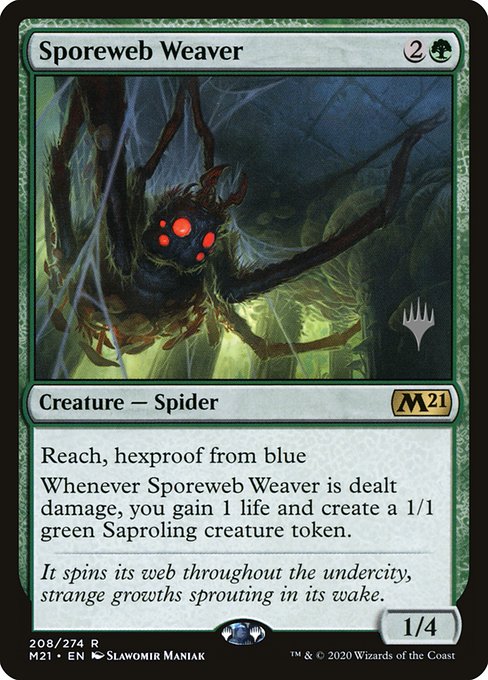 Sporeweb Weaver 2
Creature — Spider M21
Reach, hexproof from blue
Whenever Sporeweb Weaver is dealt
damage, you gain 1 life and create a 1/1
green Saproling creature token.
It spins its web throughout the undercity,
strange growths sprouting in its wake.
1/4
208/274 R
M21 • EN Slawomir Maniak
™ & © 2020 Wizards of the Coast